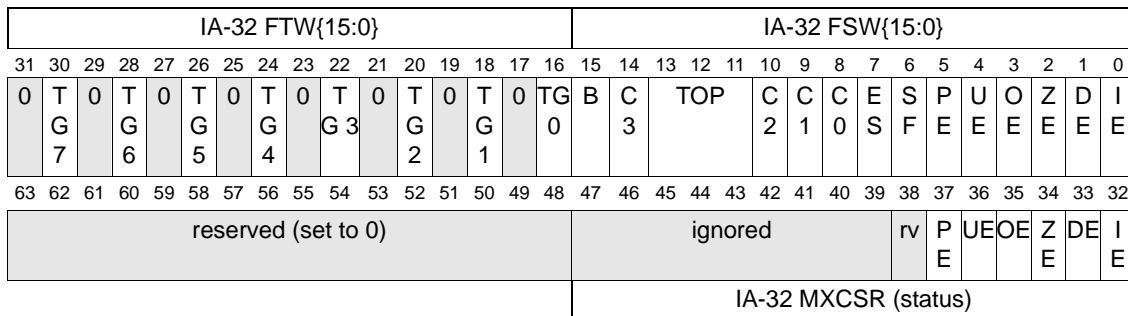 IA-32 FTW{15:0} IA-32 FSW{15:0}
31 30 29 28 27 26 25 24 23 22 21 20 19 18 17 16 15 14 13 12 11 10 9 8 7 6 5 4 3 2 1 0
0 T 0 T 0 T 0 T 0 T 0 T 0 T 0 TG B C TOP C C C E S P U O Z D I
G G G G G 3 G G 0 3 2 1 0 S F E E E E E E
7 6 5 4 2 1
63 62 61 60 59 58 57 56 55 54 53 52 51 50 49 48 47 46 45 44 43 42 41 40 39 38 37 36 35 34 33 32
reserved (set to 0) ignored rv P UE OE Z DE I
E E E
IA-32 MXCSR (status)